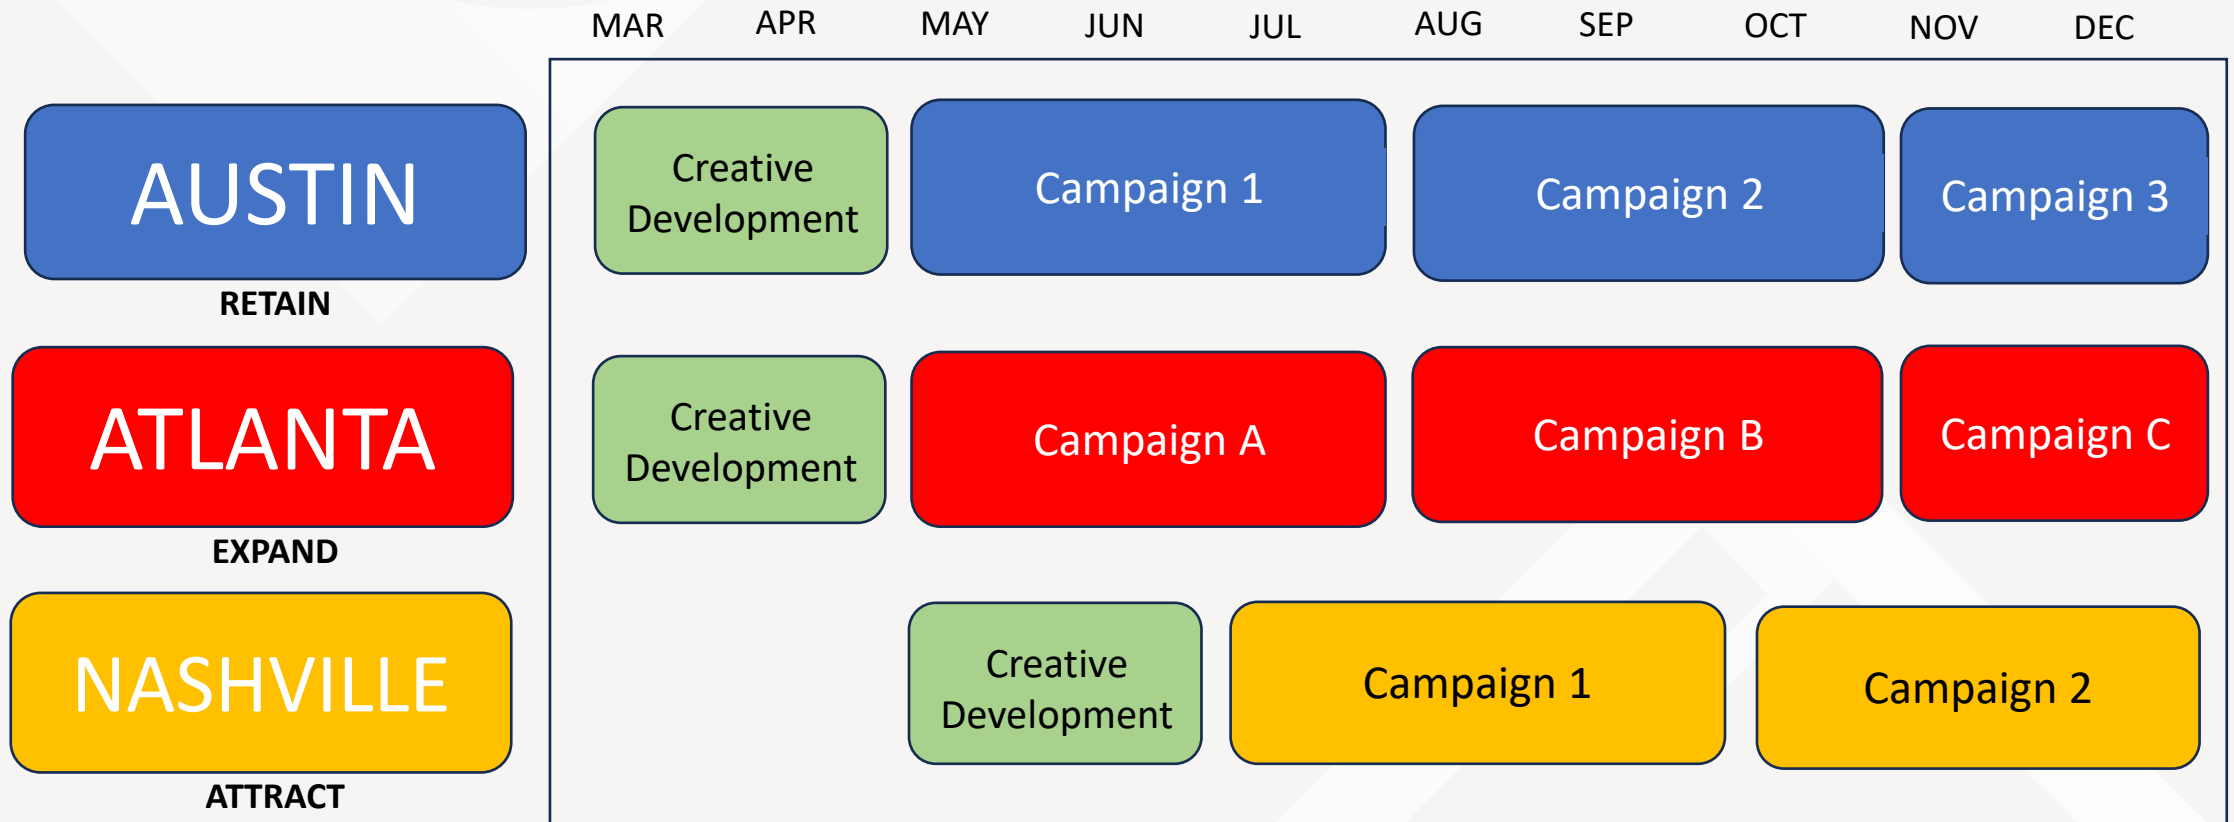 MAR APR MAY JUN JUL AUG SEP OCT NOV DEC
AUSTIN
RETAIN
Creative
Development
Campaign 1
Campaign 2
Campaign 3
ATLANTA
EXPAND
Creative
Development
Campaign A
Campaign B
Campaign C
NASHVILLE
ATTRACT
Creative
Development
Campaign 1
Campaign 2